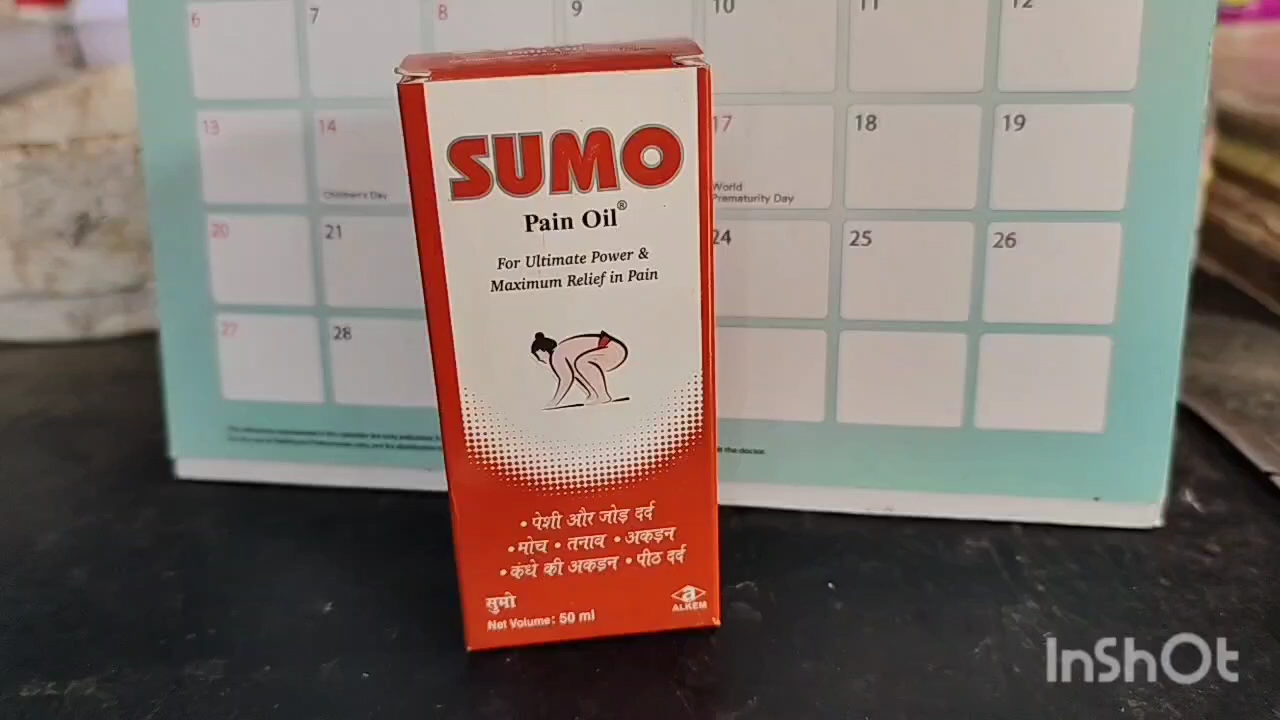 6 7 8 9 10 11 12
SUMO
Pain Oil®
For Ultimate Power &
Maximum Relief in Pain
• पेशी और जोड़ दर्द
• मोच • तनाव • अकड़न
• कंधे की अकड़न • पीठ दर्द
सुमो
Net Volume: 50 ml
a
ALKEM
13 14 17 18 19
Children's Day
World
Prematurity Day
20 21 24 25 26
27 28
the doctor.
InShOt